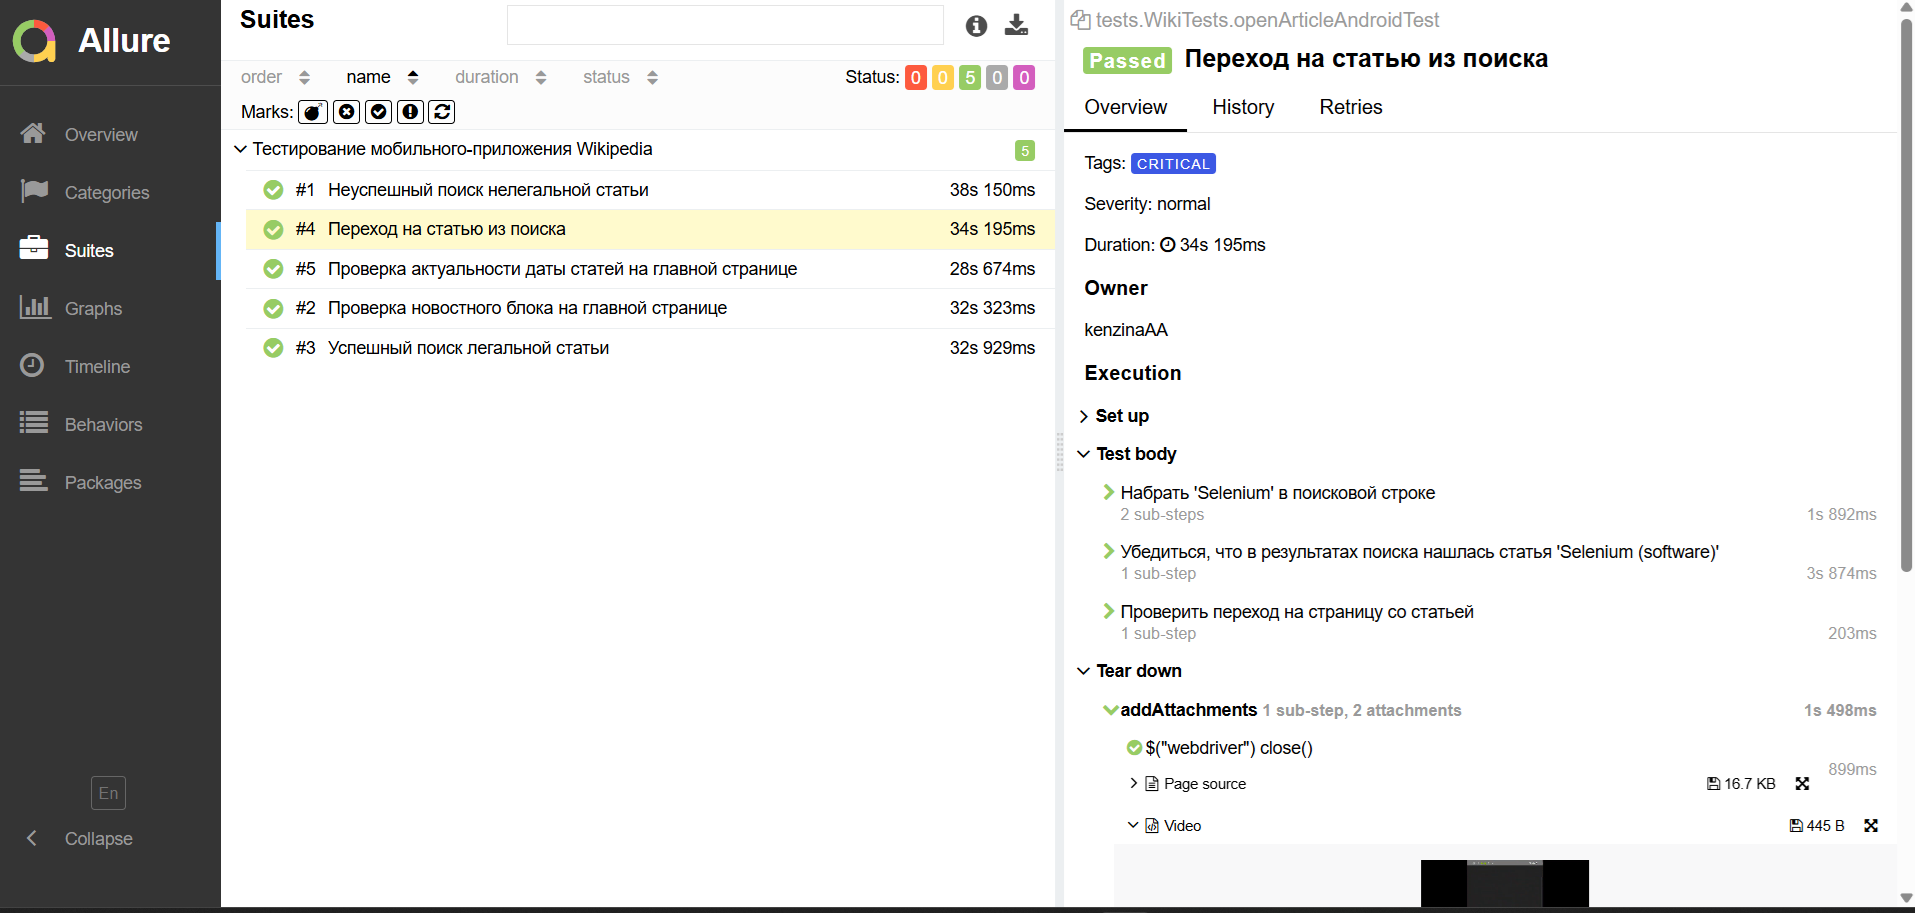 Allure
Overview
Categories
Suites
Graphs
Timeline
Behaviors
Packages
En
Collapse
Suites
order name duration status Status: 0 0 5 0 0
Marks:
Тестирование мобильного-приложения Wikipedia 5
#1 Неуспешный поиск нелегальной статьи 38s 150ms
#4 Переход на статью из поиска 34s 195ms
#5 Проверка актуальности даты статей на главной странице 28s 674ms
#2 Проверка новостного блока на главной странице 32s 323ms
#3 Успешный поиск легальной статьи 32s 929ms
tests.WikiTests.openArticleAndroidTest
Passed Переход на статью из поиска
Overview History Retries
Tags: CRITICAL
Severity: normal
Duration: 34s 195ms
Owner
kenzinaAA
Execution
Set up
Test body
Набрать 'Selenium' в поисковой строке
2 sub-steps 1s 892ms
Убедиться, что в результатах поиска нашлась статья 'Selenium (software)'
1 sub-step 3s 874ms
Проверить переход на страницу со статьей
1 sub-step 203ms
Tear down
addAttachments 1 sub-step, 2 attachments 1s 498ms
$("webdriver") close()
899ms
Page source 16.7 KB
Video 445 B